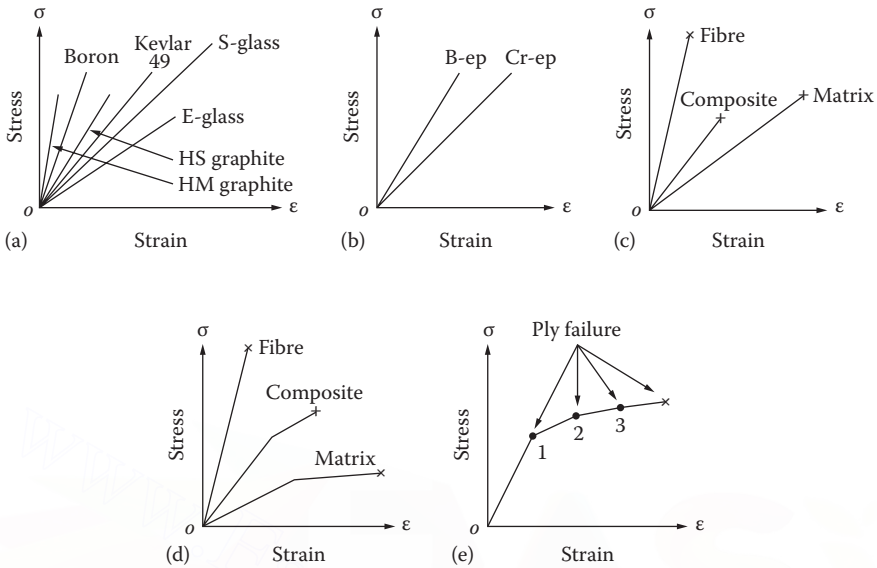 σ
Stress
Boron
Kevlar
49
S-glass
E-glass
HS graphite
HM graphite
o
ε
(a)
Strain
σ
Stress
B-ep
Cr-ep
o
ε
(b)
Strain
σ
Stress
Fibre
Composite
Matrix
o
ε
(c)
Strain
σ
Stress
Fibre
Composite
Matrix
o
ε
(d)
Strain
σ
Stress
Ply failure
1
2
3
o
ε
(e)
Strain